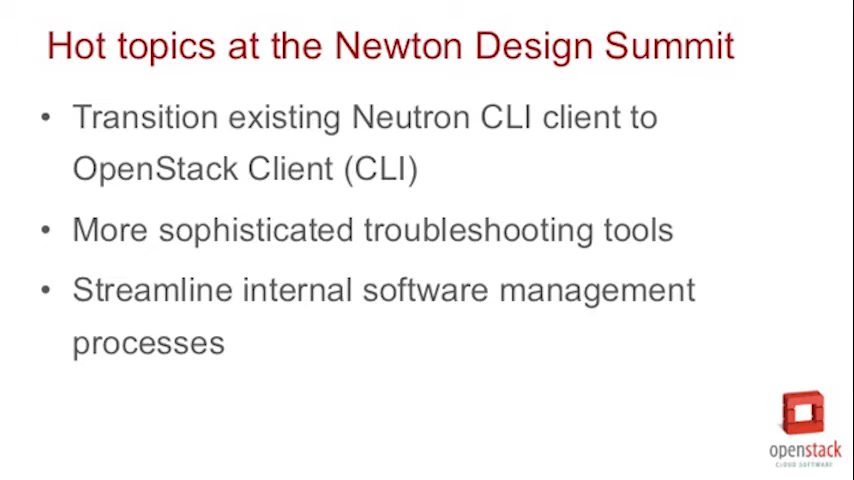 Hot topics at the Newton Design Summit
• Transition existing Neutron CLI client to
OpenStack Client (CLI)
• More sophisticated troubleshooting tools
• Streamline internal software management
processes
openstack
CLOUD SOFTWARE